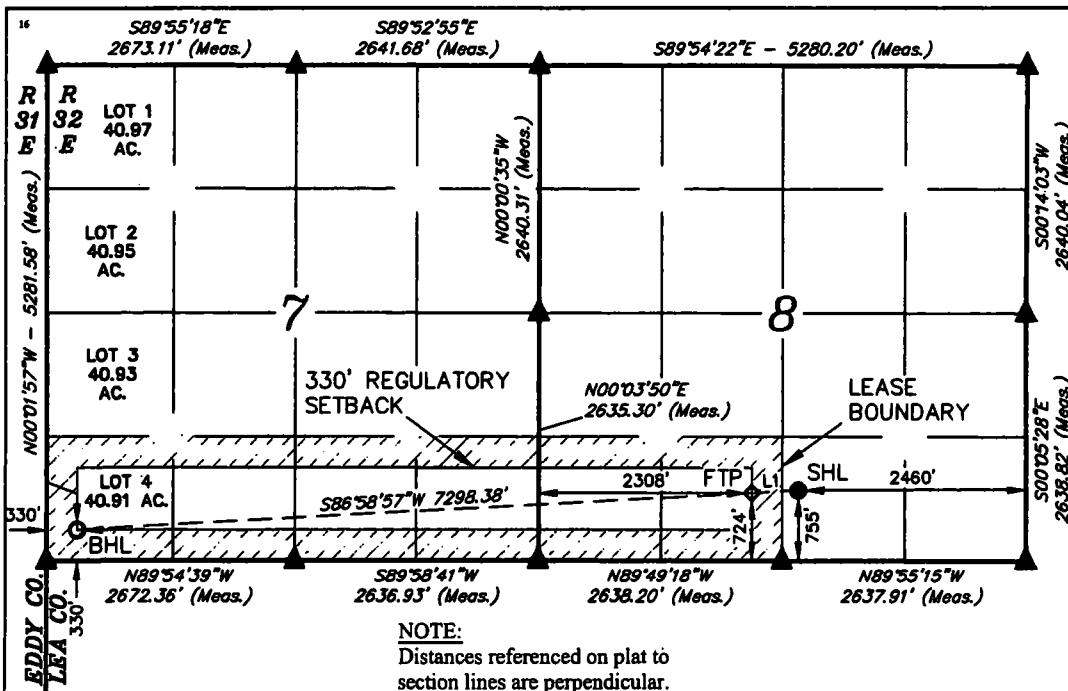 16
S89°55'18"E
2673.11' (Meas.)
S89°52'55"E
2641.68' (Meas.)
S89°54'22"E – 5280.20' (Meas.)
R R
31 32
E E
LOT 1
40.97
AC.
N00°01'57"W – 5281.58' (Meas.)
N00°00'35"W
2640.31' (Meas.)
S00°14'03"W
2640.04' (Meas.)
LOT 2
40.95
AC.
7
8
LOT 3
40.93
AC.
330' REGULATORY
SETBACK
N00°03'50"E
2635.30' (Meas.)
LEASE
BOUNDARY
S00°05'28"E
2638.82' (Meas.)
LOT 4
40.91 AC.
S86°58'57"W 7298.38'
2308'
FTP
L1
SHL
2460'
724'
755'
330'
BHL
330'
EDDY CO.
LEA CO.
N89°54'39"W
2672.36' (Meas.)
S89°58'41"W
2636.93' (Meas.)
N89°49'18"W
2638.20' (Meas.)
N89°55'15"W
2637.91' (Meas.)
NOTE:
Distances referenced on plat to
section lines are perpendicular.